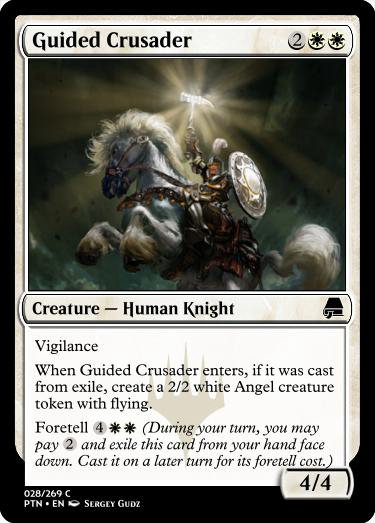 Guided Crusader 2
Creature — Human Knight
Vigilance
When Guided Crusader enters, if it was cast
from exile, create a 2/2 white Angel creature
token with flying.
Foretell 4 (During your turn, you may
pay 2 and exile this card from your hand face
down. Cast it on a later turn for its foretell cost.)
4/4
028/269 C
PTN • EN Sergey Gudz